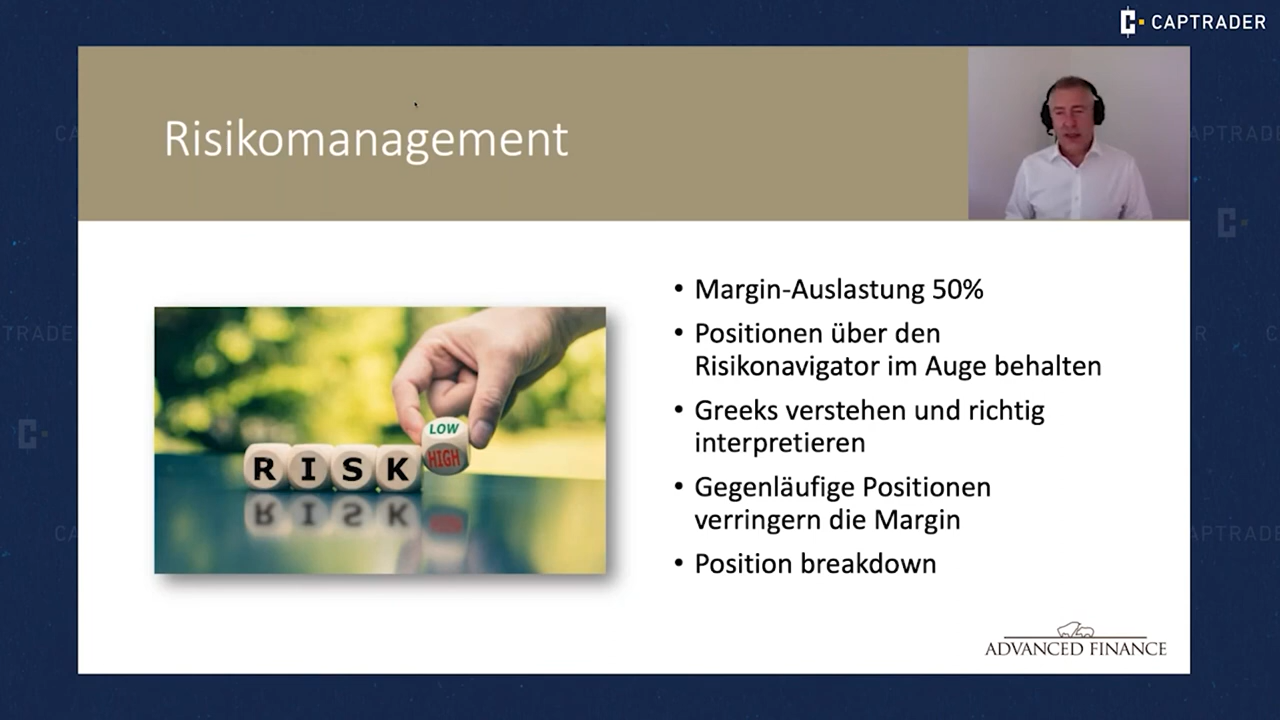 CAPTRADER
Risikomanagement
• Margin-Auslastung 50%
• Positionen über den
Risikonavigator im Auge behalten
• Greeks verstehen und richtig
interpretieren
• Gegenläufige Positionen
verringern die Margin
• Position breakdown
LOW
HIGH
RISK
ADVANCED FINANCE